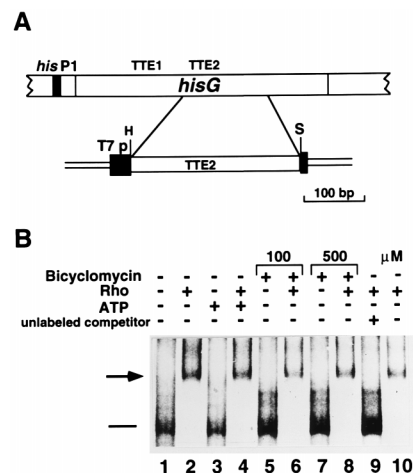 A
his P1 TTE1 TTE2
hisG
T7 p H S
TTE2
100 bp
B
100 500 µM
Bicyclomycin - - - - + + + + - -
Rho - + - + - + - + + +
ATP - - + + - - - - - -
unlabeled competitor - - - - - - - - + -
1 2 3 4 5 6 7 8 9 10